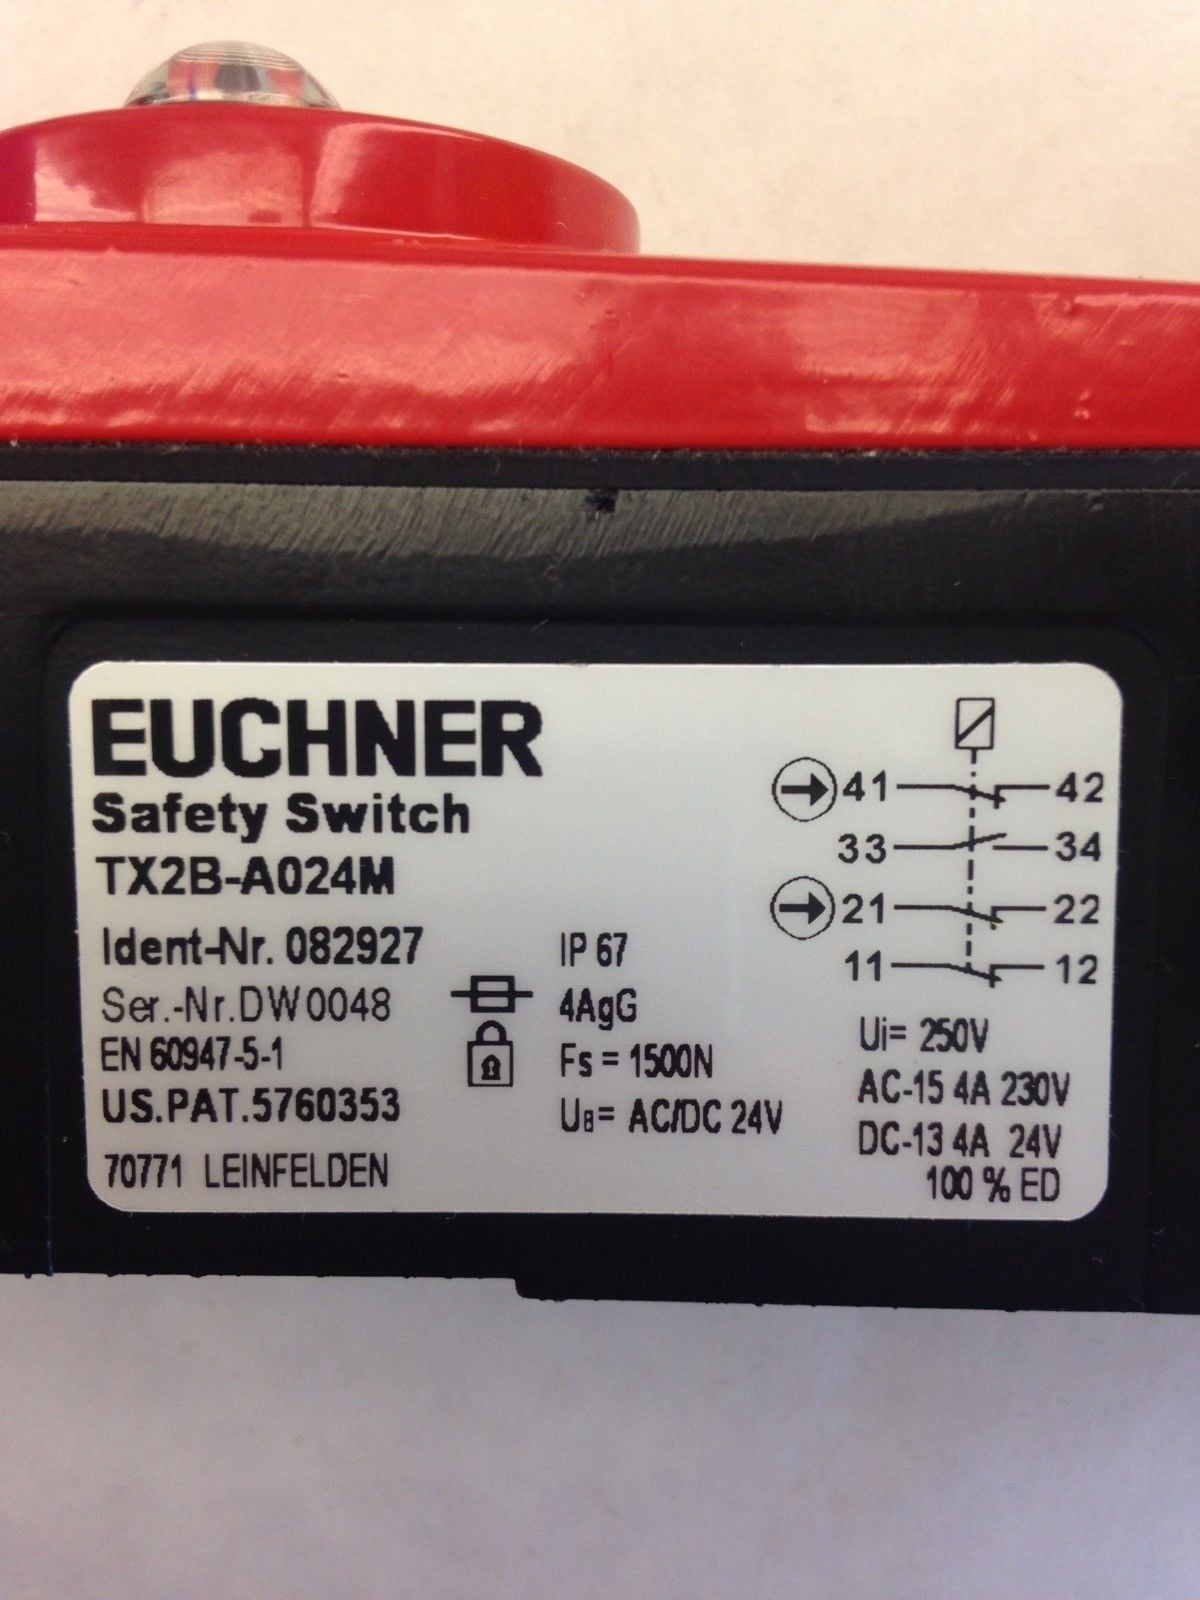 EUCHNER
Safety Switch
TX2B-A024M
Ident-Nr. 082927
Ser.-Nr.DW0048
EN 60947-5-1
US.PAT.5760353
70771 LEINFELDEN
IP 67
4AgG
Fs = 1500N
UB= AC/DC 24V
41 42
33 34
21 22
11 12
Ui= 250V
AC-15 4A 230V
DC-13 4A 24V
100 % ED